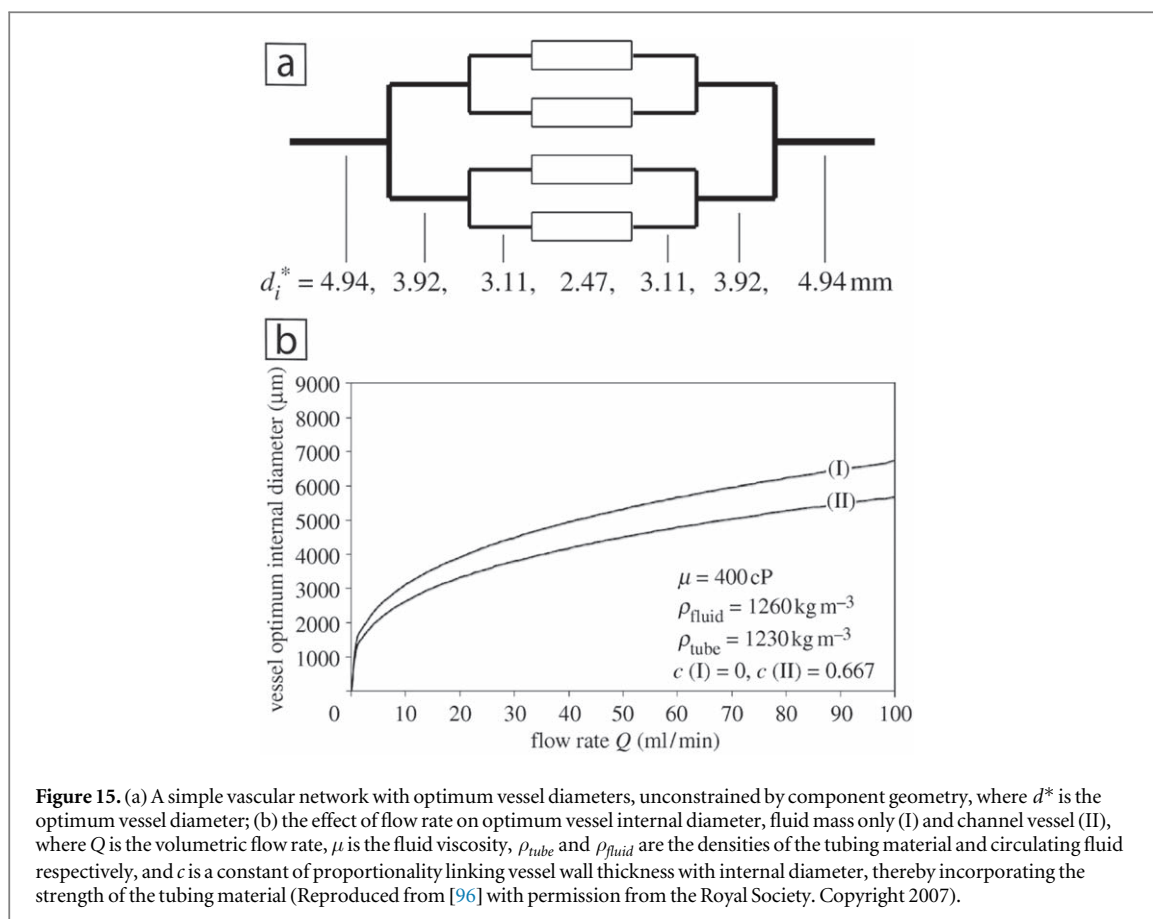 a
d_i* = 4.94, 3.92, 3.11, 2.47, 3.11, 3.92, 4.94 mm
b
vessel optimum internal diameter (μm)
9000
8000
7000
6000
5000
4000
3000
2000
1000
(I)
(II)
μ = 400 cP
ρ_fluid = 1260 kg m⁻³
ρ_tube = 1230 kg m⁻³
c (I) = 0, c (II) = 0.667
0 10 20 30 40 50 60 70 80 90 100
flow rate Q (ml/min)
Figure 15. (a) A simple vascular network with optimum vessel diameters, unconstrained by component geometry, where d* is the
optimum vessel diameter; (b) the effect of flow rate on optimum vessel internal diameter, fluid mass only (I) and channel vessel (II),
where Q is the volumetric flow rate, μ is the fluid viscosity, ρ_tube and ρ_fluid are the densities of the tubing material and circulating fluid
respectively, and c is a constant of proportionality linking vessel wall thickness with internal diameter, thereby incorporating the
strength of the tubing material (Reproduced from [96] with permission from the Royal Society. Copyright 2007).